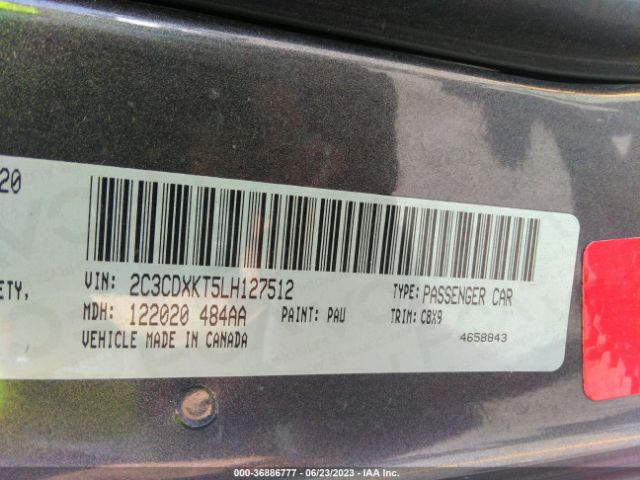 20
ETY,
VIN: 2C3CDXKT5LH127512 TYPE: PASSENGER CAR
MDH: 122020 484AA PAINT: PAU TRIM: CBX9
VEHICLE MADE IN CANADA 4658843
000-36886777 - 06/23/2023 - IAA Inc.